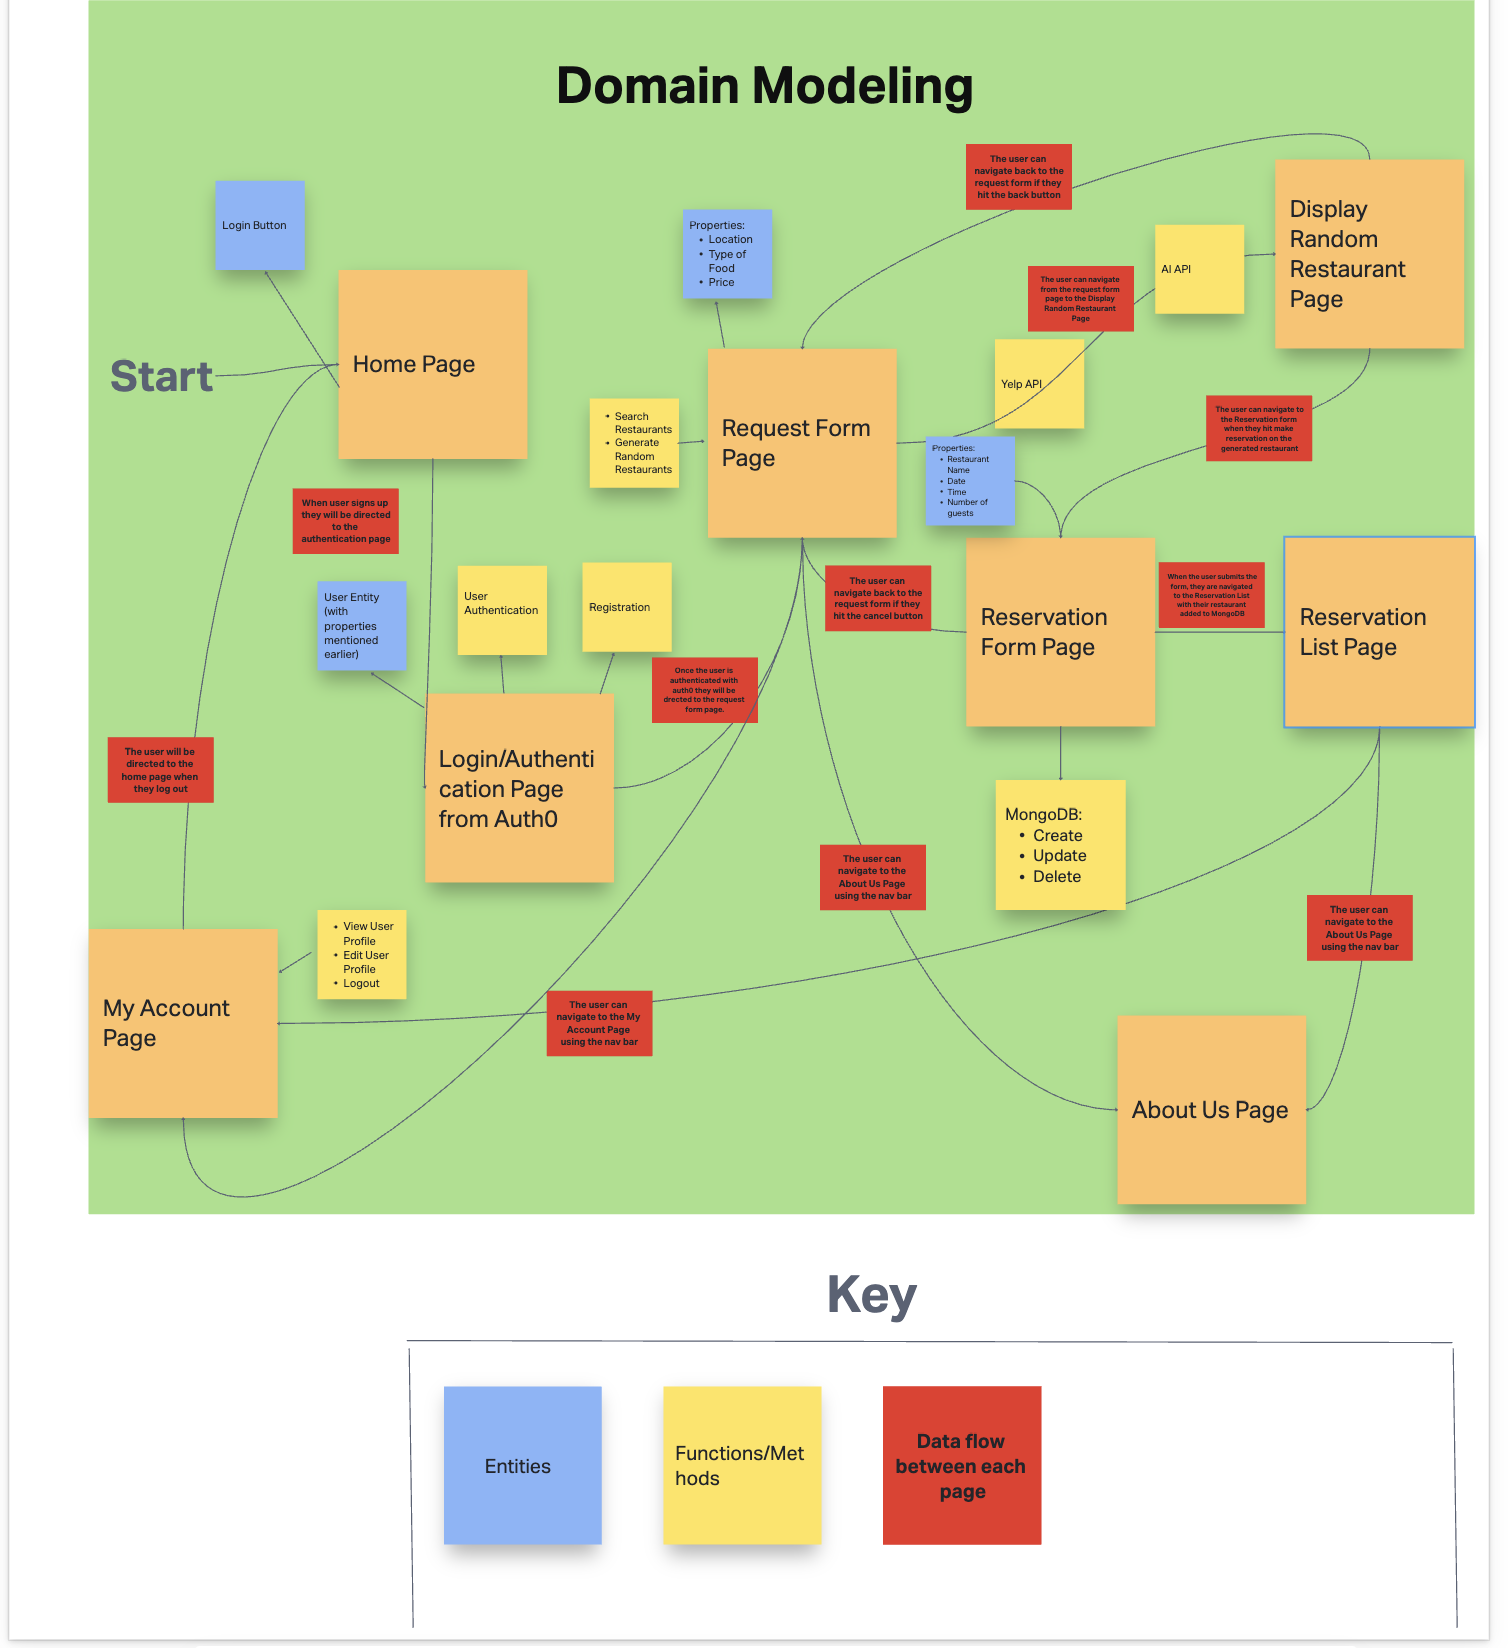 Domain Modeling
The user can
navigate back to the
request form if they
hit the back button
Display
Random
Restaurant
Page
Login Button
Properties:
• Location
• Type of
Food
• Price
AI API
The user can navigate
from the request form
page to the Display
Random Restaurant
Page
Start
Home Page
Yelp API
Request Form
Page
• Search
Restaurants
• Generate
Random
Restaurants
The user can navigate to
the Reservation form
when they hit make
reservation on the
generated restaurant
Properties:
• Restaurant
Name
• Date
• Time
• Number of
guests
When user signs up
they will be directed
to the
authentication page
User Entity
(with
properties
mentioned
earlier)
User
Authentication
Registration
The user can
navigate back to the
request form if they
hit the cancel button
Reservation
Form Page
When the user submits the
form, they are navigated
to the Reservation List
with their restaurant
added to MongoDB
Reservation
List Page
Once the user is
authenticated with
auth0 they will be
drected to the request
form page.
The user will be
directed to the
home page when
they log out
Login/Authenti
cation Page
from Auth0
MongoDB:
• Create
• Update
• Delete
The user can
navigate to the
About Us Page
using the nav bar
The user can
navigate to the
About Us Page
using the nav bar
• View User
Profile
• Edit User
Profile
• Logout
My Account
Page
The user can
navigate to the My
Account Page
using the nav bar
About Us Page
Key
Entities
Functions/Met
hods
Data flow
between each
page